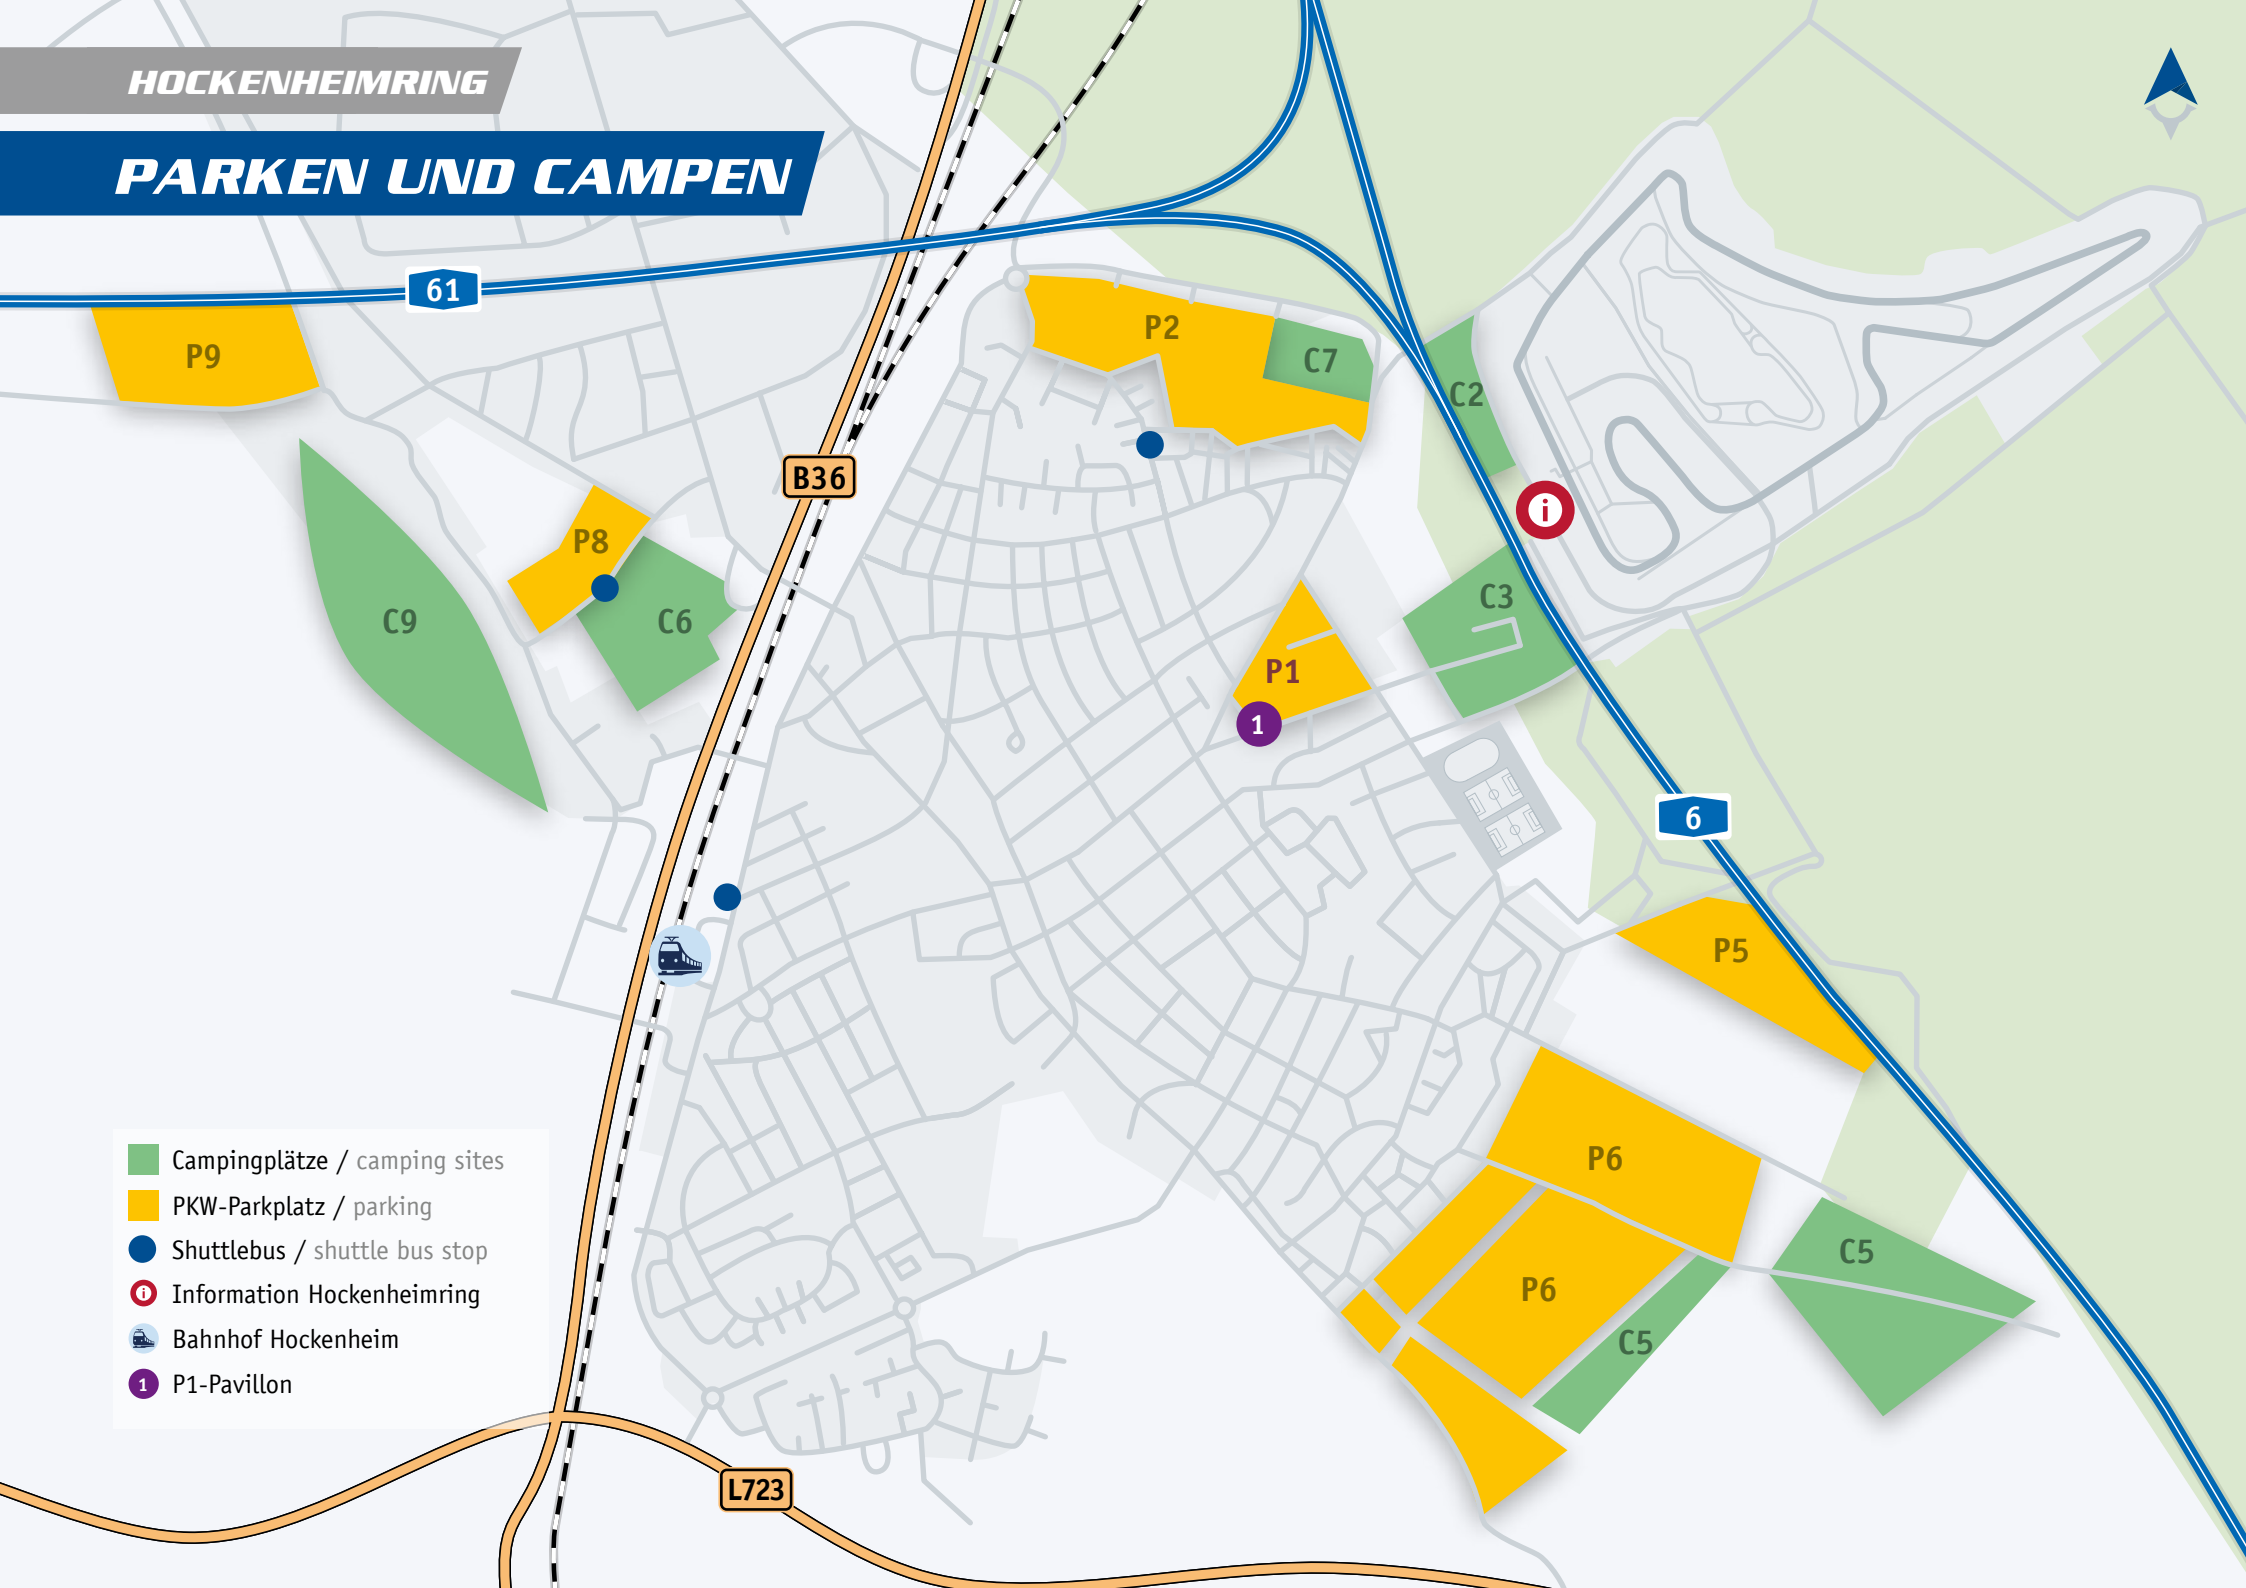 HOCKENHEIMRING
PARKEN UND CAMPEN
61
P9
P2
C7
C2
B36
i
P8
C9
C6
C3
P1
1
6
P5
P6
C5
P6
C5
Campingplätze / camping sites
PKW-Parkplatz / parking
Shuttlebus / shuttle bus stop
i Information Hockenheimring
Bahnhof Hockenheim
1 P1-Pavillon
L723